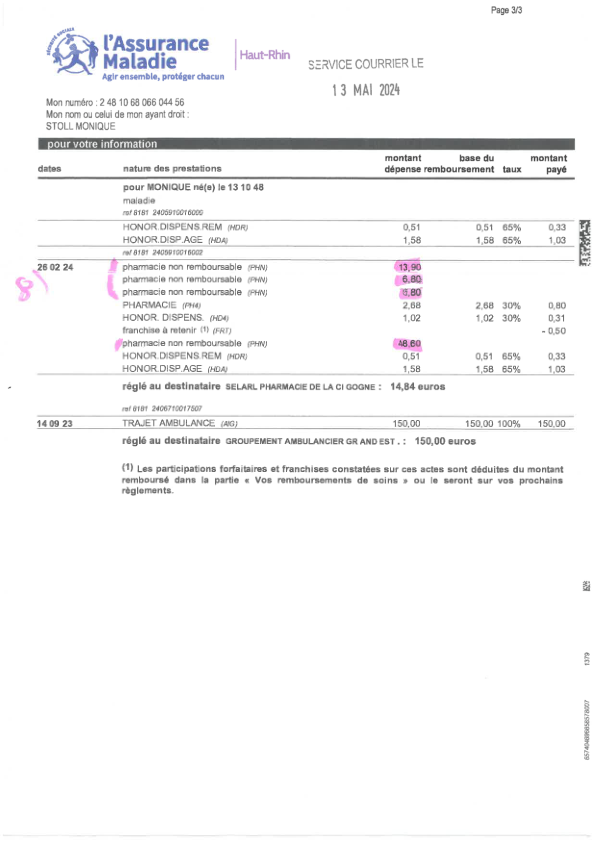 Page 3/3
SÉCURITÉ SOCIALE
l'Assurance
Maladie
Agir ensemble, protéger chacun
Haut-Rhin
SERVICE COURRIER LE
13 MAI 2024
Mon numéro : 2 48 10 68 066 044 56
Mon nom ou celui de mon ayant droit :
STOLL MONIQUE
pour votre information
dates nature des prestations montant dépense base du remboursement taux montant payé
pour MONIQUE né(e) le 13 10 48
maladie
ref 8181 2405910016000
HONOR.DISPENS.REM (HDR) 0,51 0,51 65% 0,33
HONOR.DISP.AGE (HDA) 1,58 1,58 65% 1,03
ref 8181 2405910016002
26 02 24 pharmacie non remboursable (PHN) 13,90
8) pharmacie non remboursable (PHN) 6,80
pharmacie non remboursable (PHN) 6,80
PHARMACIE (PH4) 2,68 2,68 30% 0,80
HONOR. DISPENS. (HD4) 1,02 1,02 30% 0,31
franchise à retenir (1) (FRT) - 0,50
pharmacie non remboursable (PHN) 48,60
HONOR.DISPENS.REM (HDR) 0,51 0,51 65% 0,33
HONOR.DISP.AGE (HDA) 1,58 1,58 65% 1,03
réglé au destinataire SELARL PHARMACIE DE LA CI GOGNE : 14,84 euros
ref 8181 2406710017507
14 09 23 TRAJET AMBULANCE (AIG) 150,00 150,00 100% 150,00
réglé au destinataire GROUPEMENT AMBULANCIER GR AND EST . : 150,00 euros
(1) Les participations forfaitaires et franchises constatées sur ces actes sont déduites du montant
remboursé dans la partie « Vos remboursements de soins » ou le seront sur vos prochains
règlements.
1379